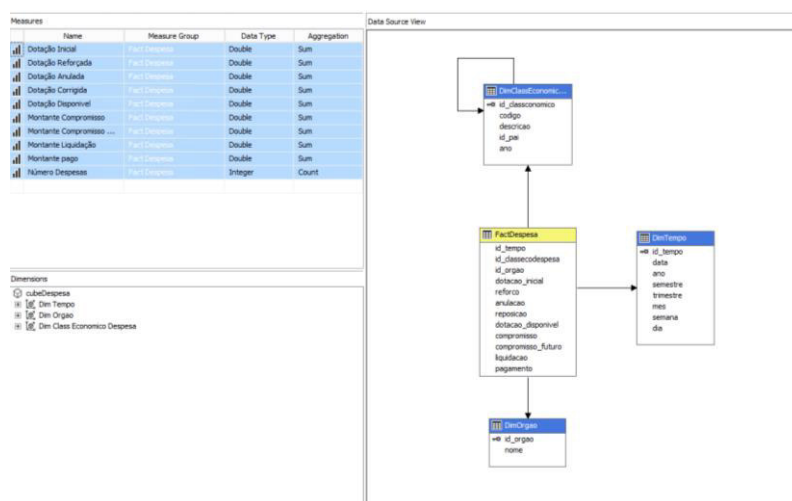 Measures
Name Measure Group Data Type Aggregation
Dotação Inicial Fact Despesa Double Sum
Dotação Reforçada Fact Despesa Double Sum
Dotação Anulada Fact Despesa Double Sum
Dotação Corrigida Fact Despesa Double Sum
Dotação Disponivel Fact Despesa Double Sum
Montante Compromisso Fact Despesa Double Sum
Montante Compromisso ... Fact Despesa Double Sum
Montante Liquidação Fact Despesa Double Sum
Montante pago Fact Despesa Double Sum
Número Despesas Fact Despesa Integer Count
Dimensions
cubeDespesa
Dim Tempo
Dim Orgao
Dim Class Economico Despesa
Data Source View
DimClassEconomic...
id_classconomico
codigo
descricao
id_pai
ano
FactDespesa
id_tempo
id_classecodespesa
id_orgao
dotacao_inicial
reforco
anulacao
reposicao
dotacao_disponivel
compromisso
compromisso_futuro
liquidacao
pagamento
DimTempo
id_tempo
data
ano
semestre
trimestre
mes
semana
dia
DimOrgao
id_orgao
nome